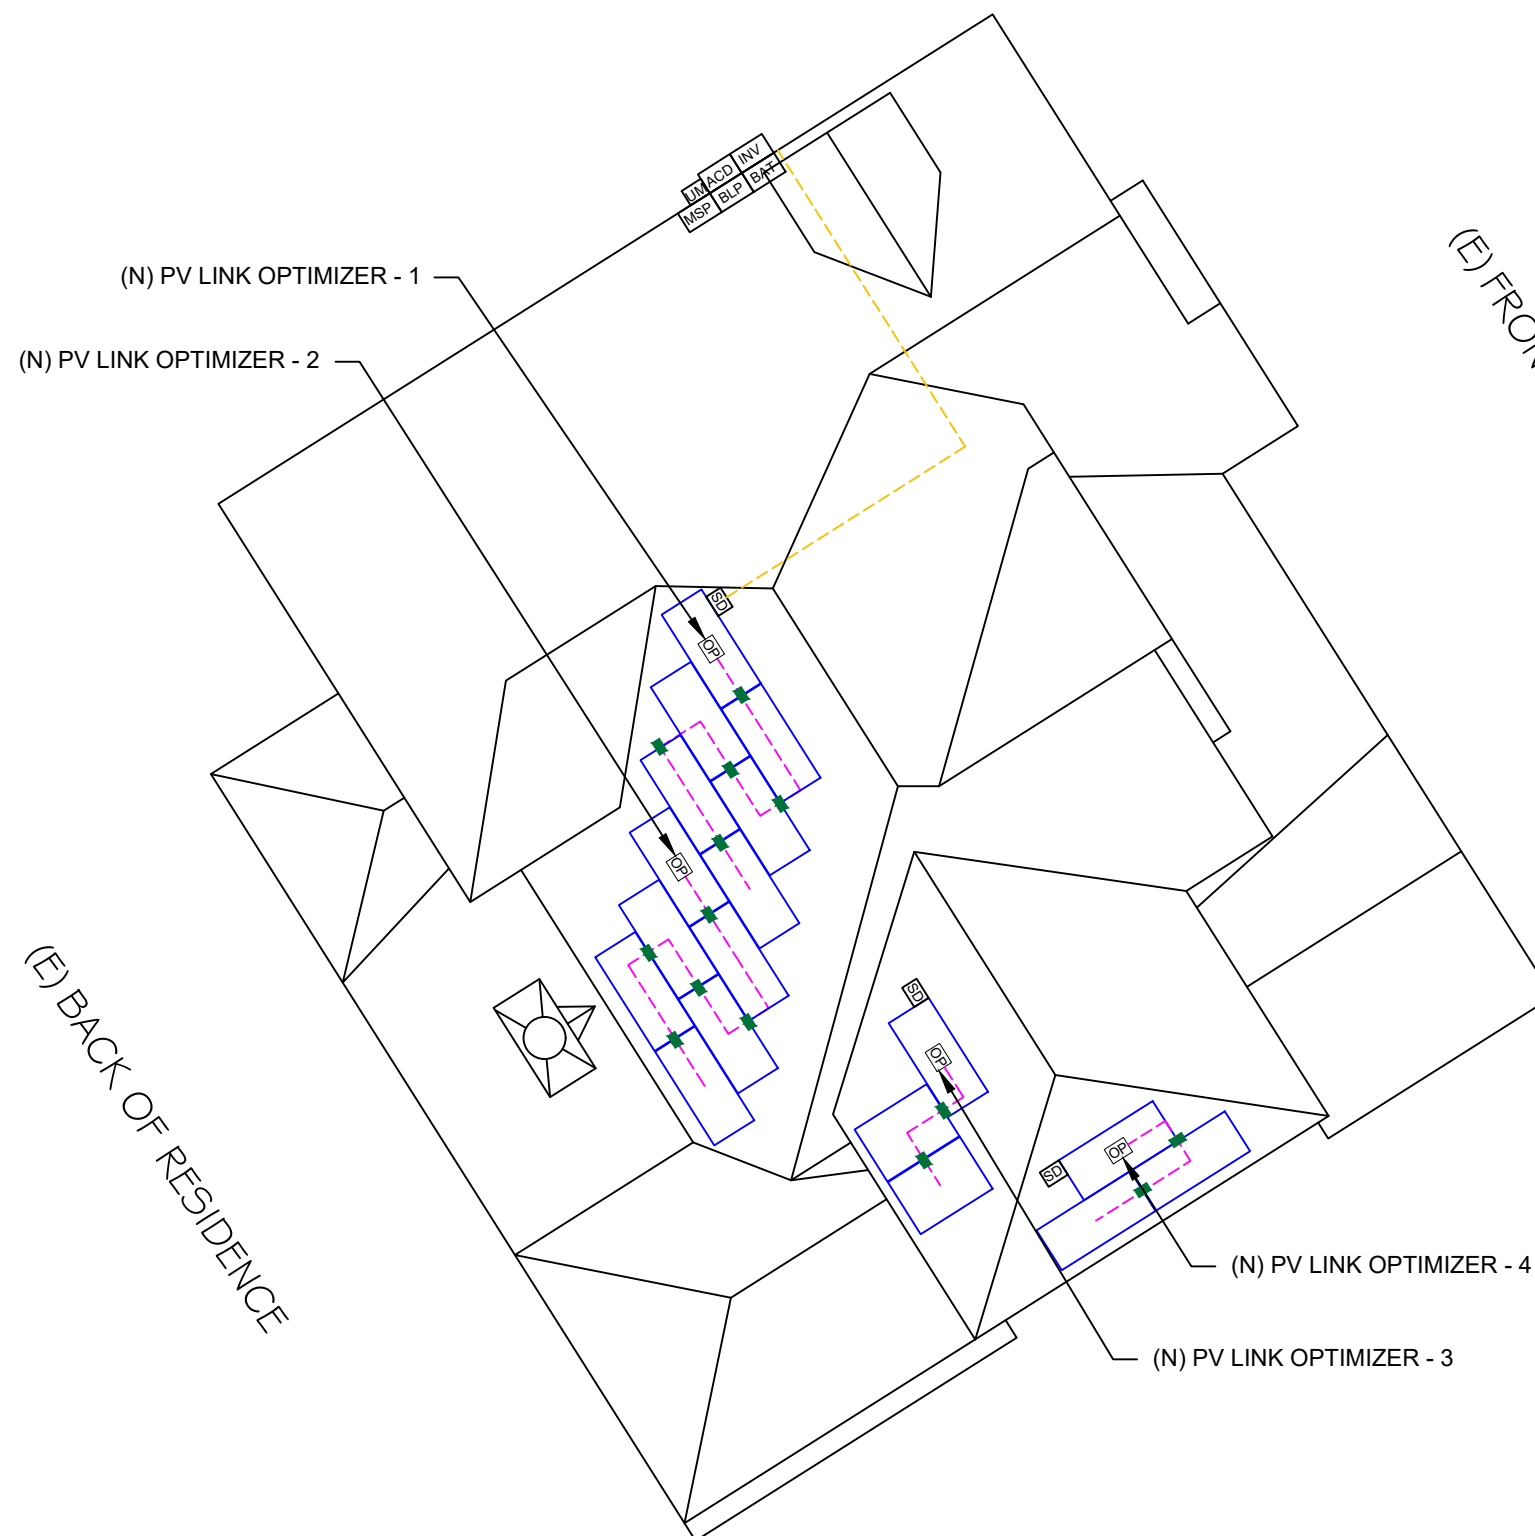 INV
ACD
UM
BAT
BLP
MSP
(N) PV LINK OPTIMIZER - 1
(E) FRON
(N) PV LINK OPTIMIZER - 2
SD
OP
OP
(E) BACK OF RESIDENCE
SD
OP
OP
SD
(N) PV LINK OPTIMIZER - 4
(N) PV LINK OPTIMIZER - 3